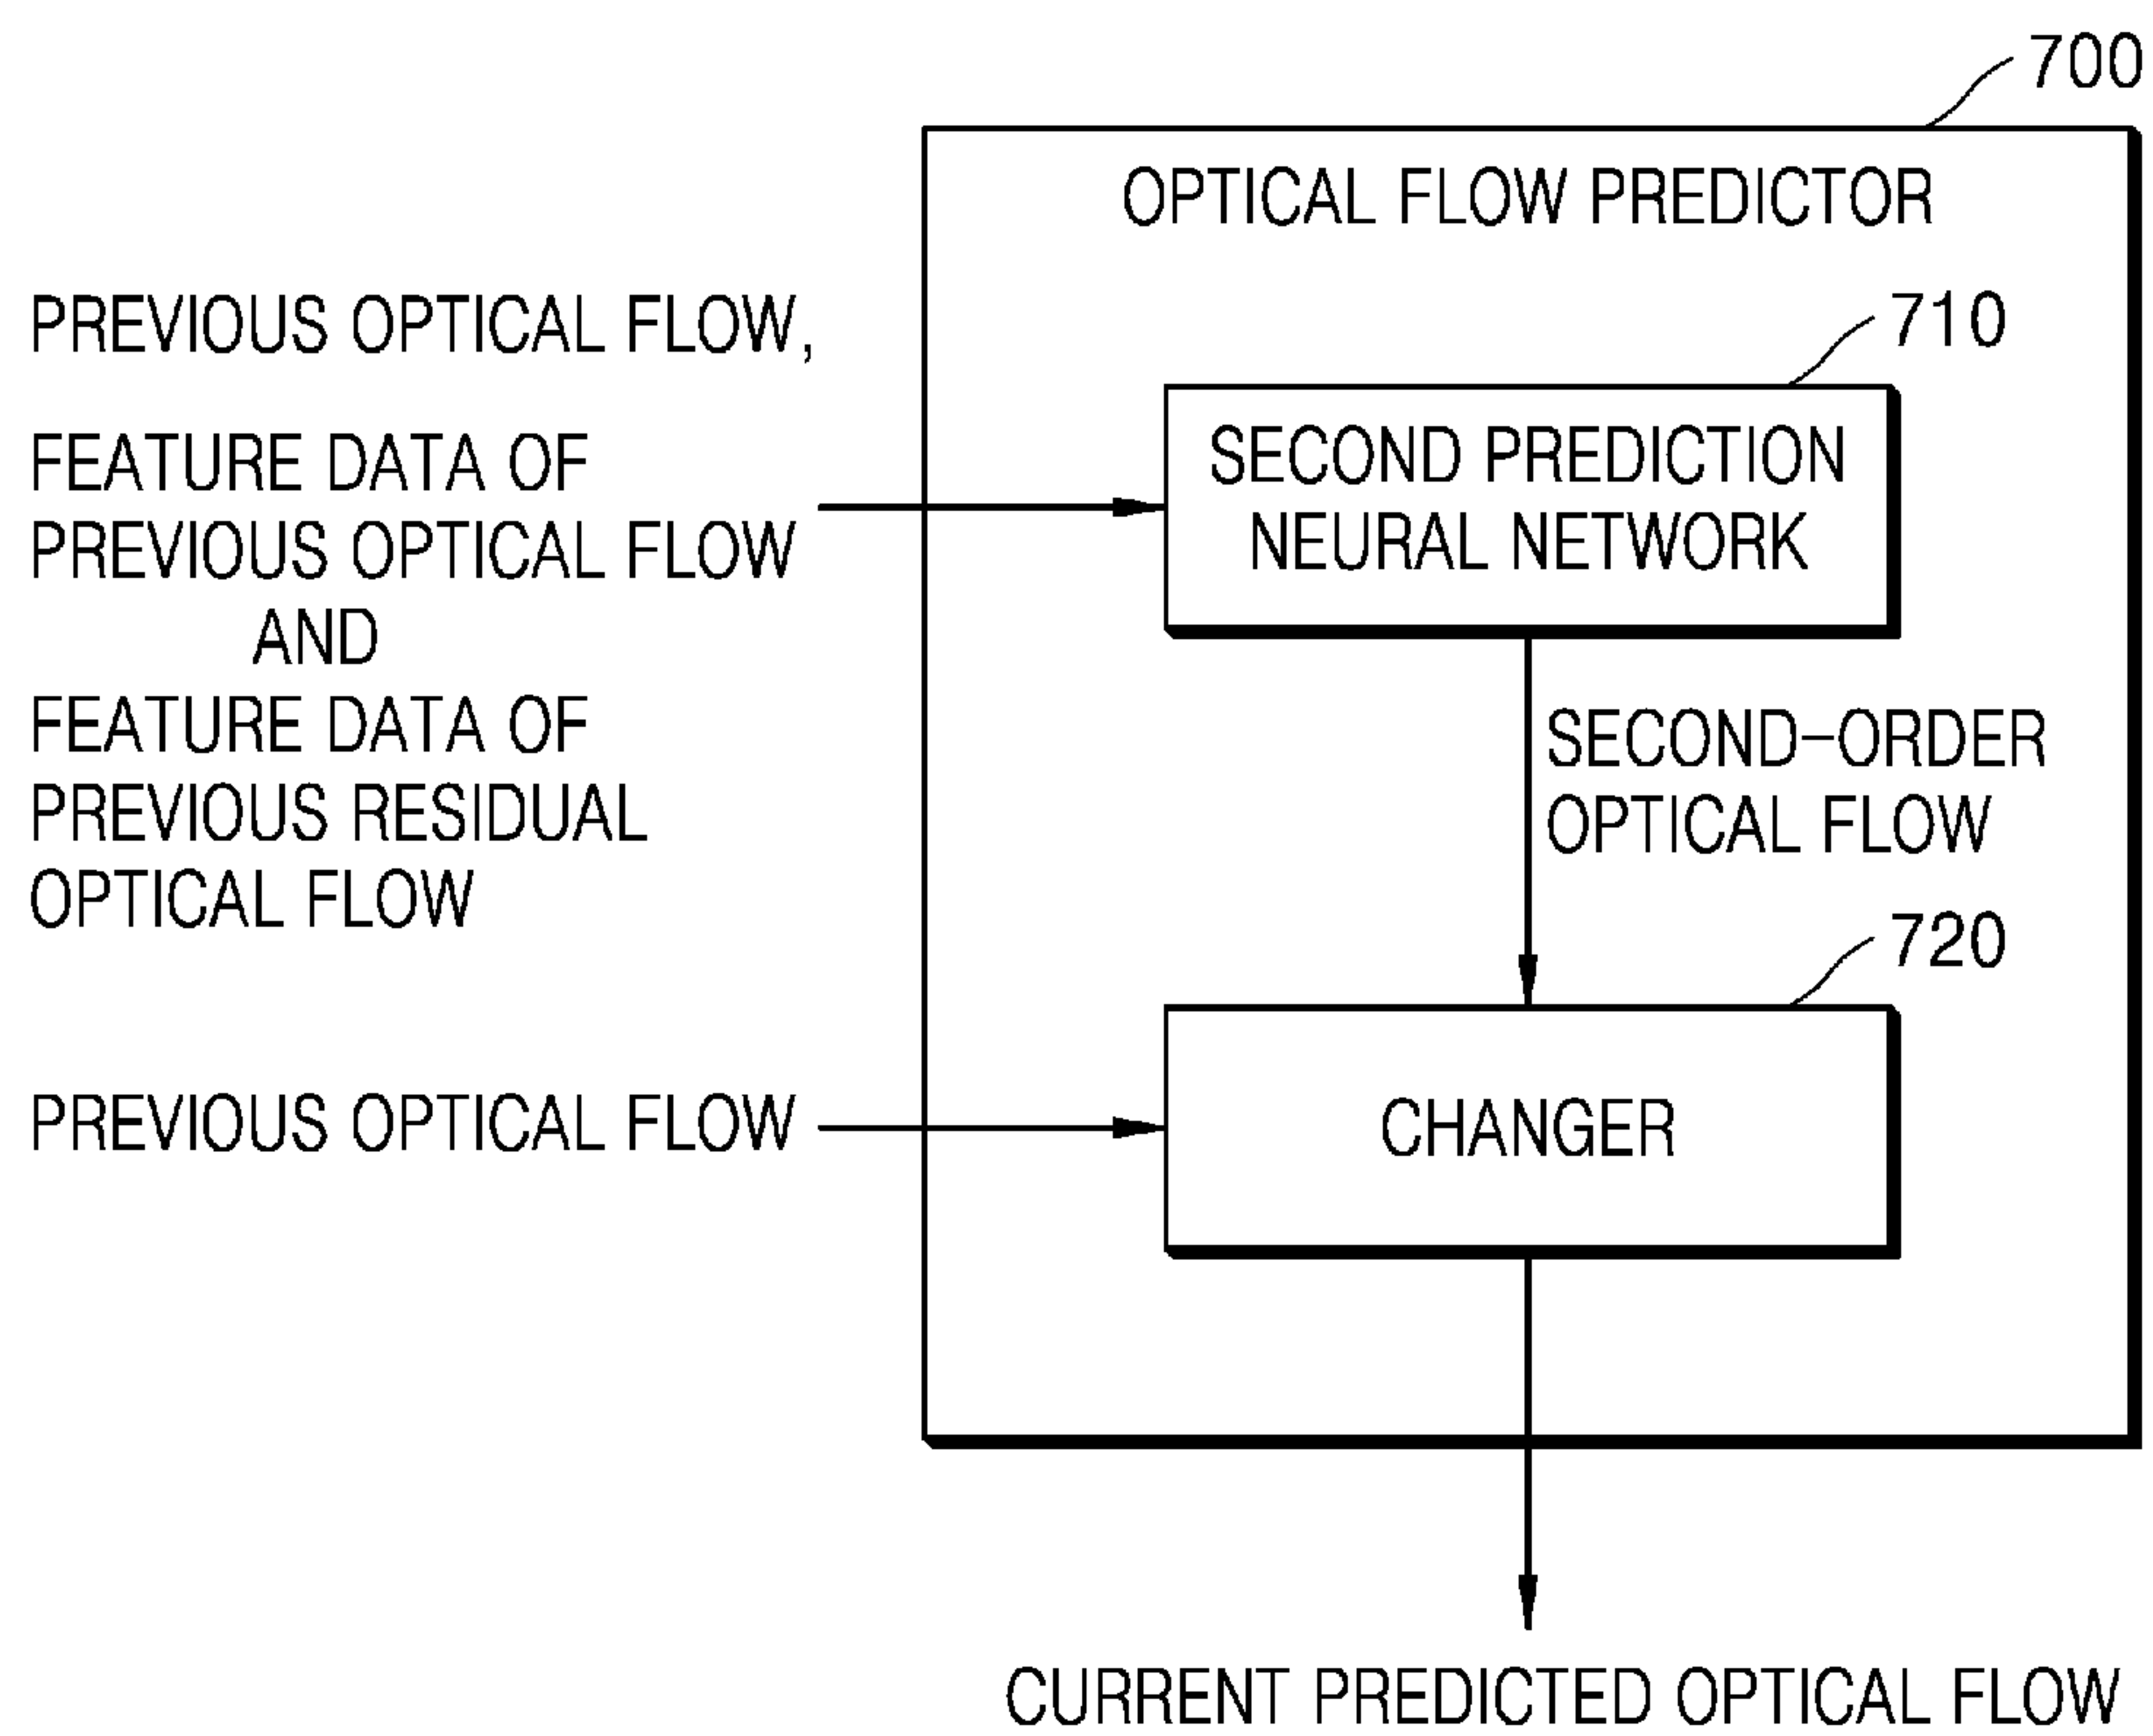 700
OPTICAL FLOW PREDICTOR
PREVIOUS OPTICAL FLOW,
FEATURE DATA OF
PREVIOUS OPTICAL FLOW
AND
FEATURE DATA OF
PREVIOUS RESIDUAL
OPTICAL FLOW
710
SECOND PREDICTION
NEURAL NETWORK
SECOND-ORDER
OPTICAL FLOW
720
PREVIOUS OPTICAL FLOW
CHANGER
CURRENT PREDICTED OPTICAL FLOW